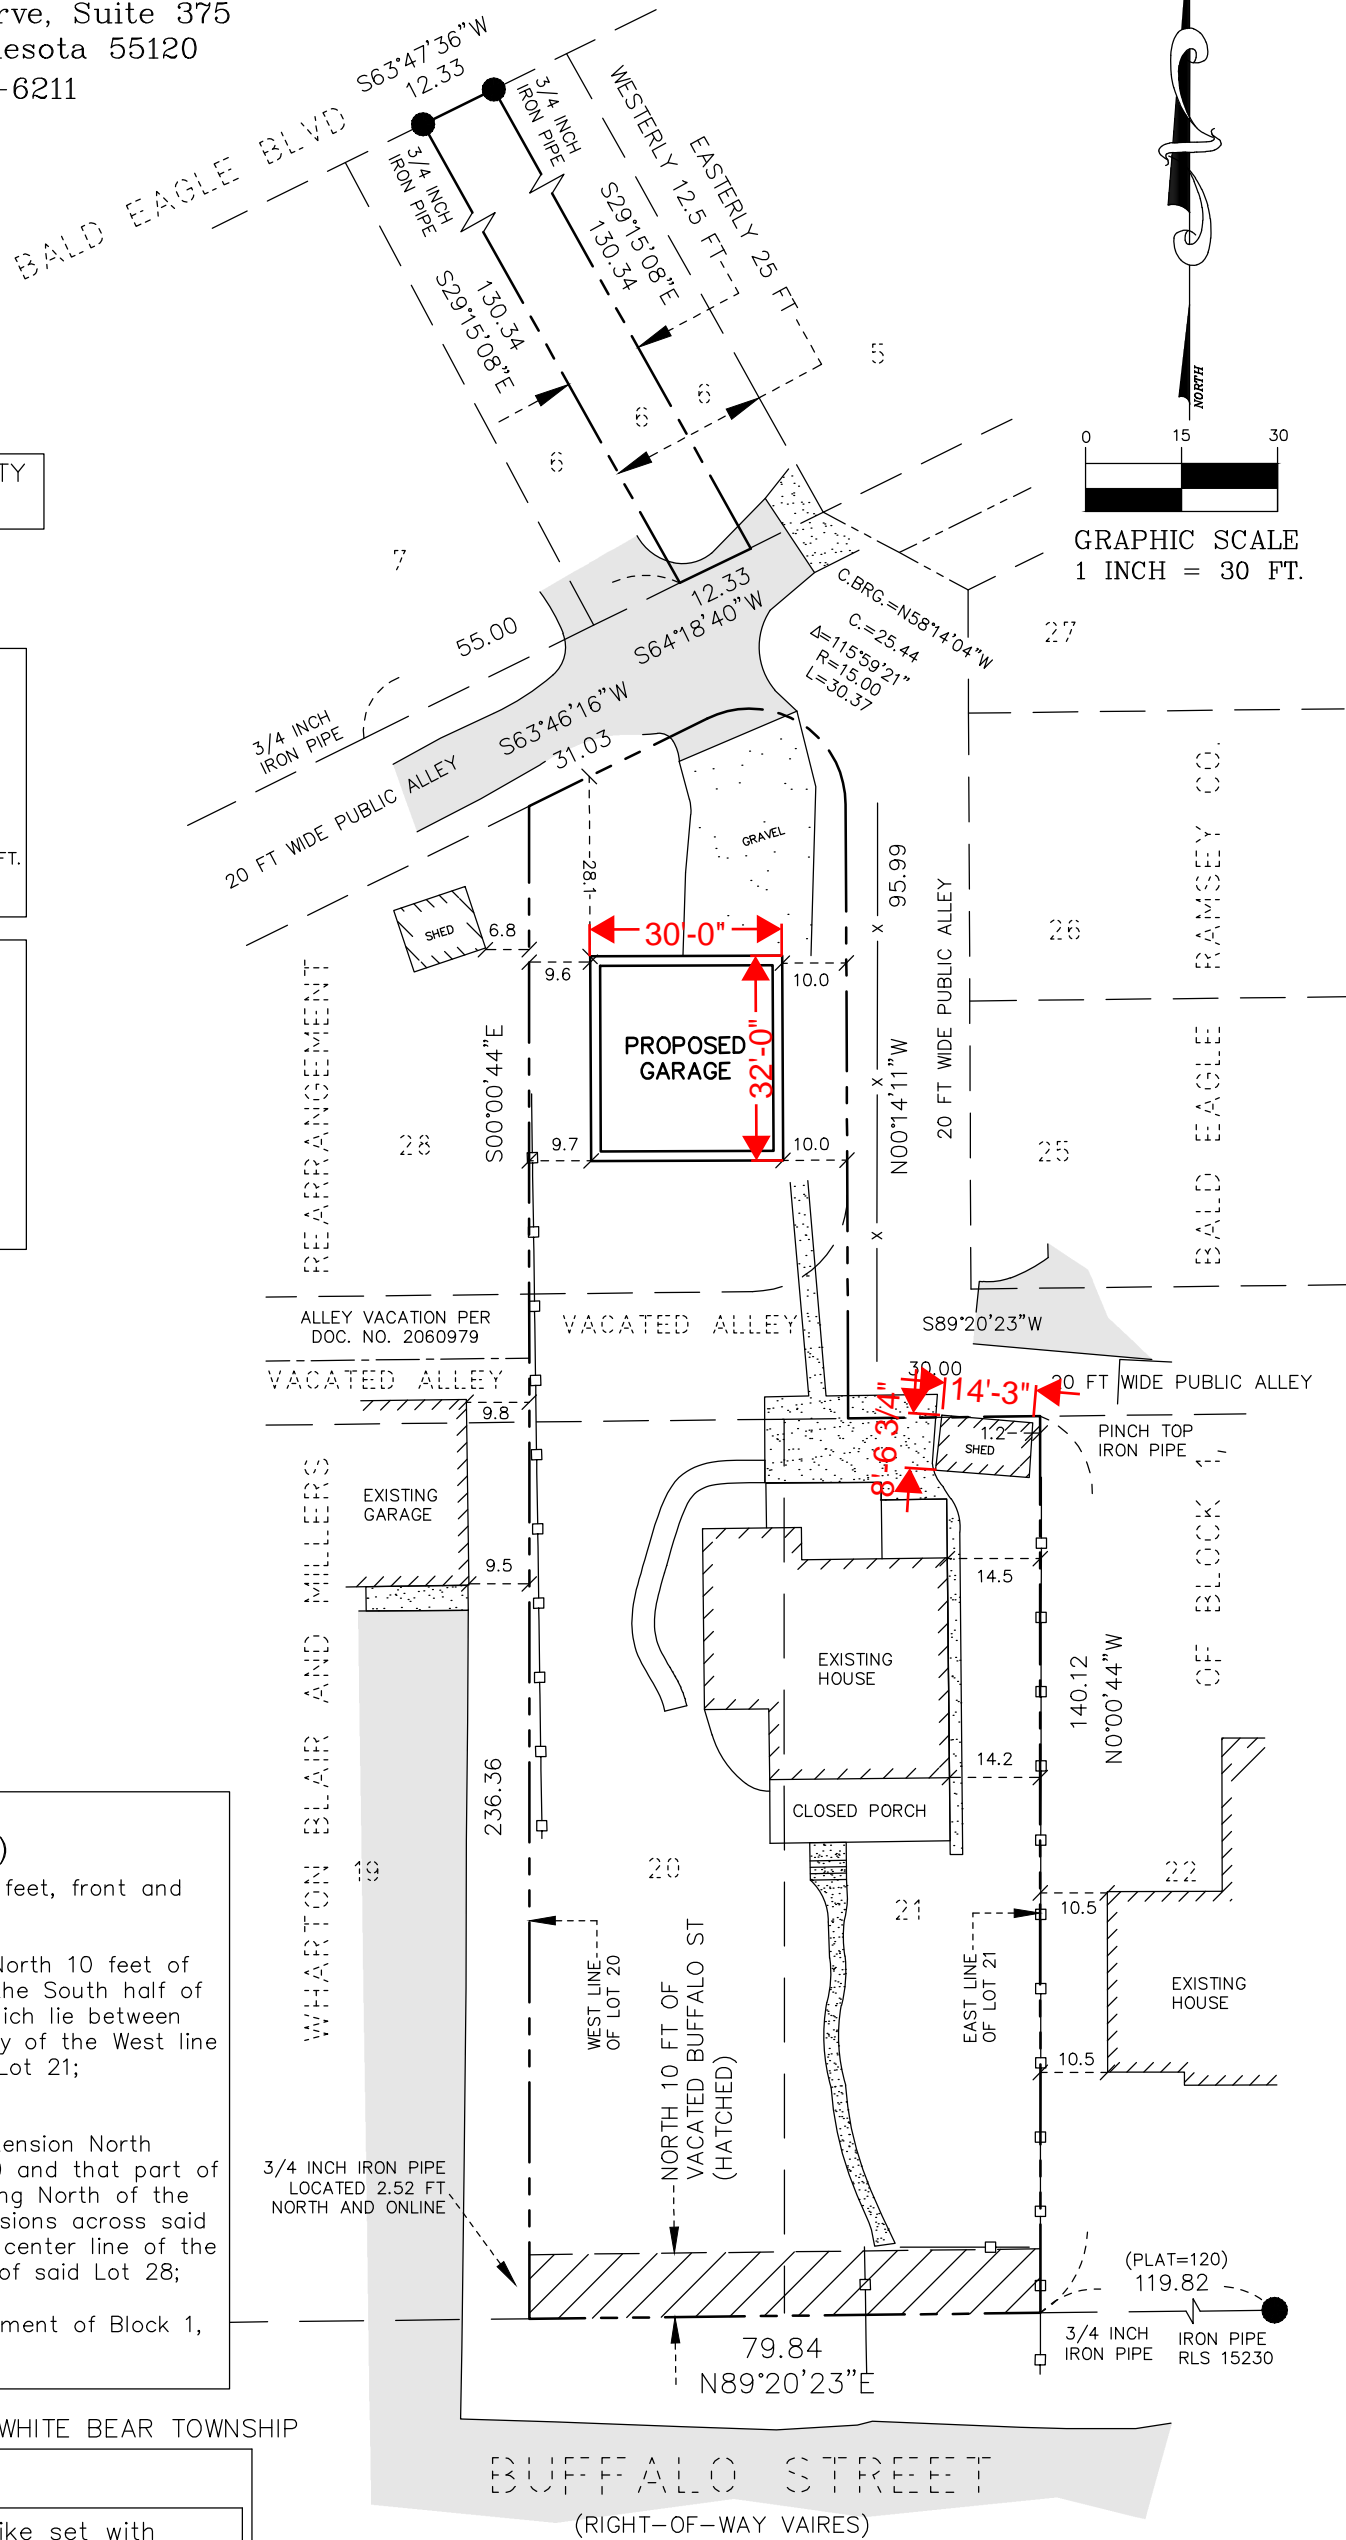 rve, Suite 375
nesota 55120
-6211
S63°47'36"W
12.33
BALD EAGLE BLVD
3/4 INCH
IRON PIPE
3/4 INCH
IRON PIPE
WESTERLY 12.5 FT
EASTERLY 25 FT
S29°15'08"E
130.34
130.34
S29°15'08"E
NORTH
0 15 30
GRAPHIC SCALE
1 INCH = 30 FT.
TY
5
6
6
6
7
12.33
S64°18'40"W
55.00
C.BRG.=N58°14'04"W
C.=25.44
Δ=115°59'21"
R=15.00
L=30.37
27
S63°46'16"W
31.03
3/4 INCH
IRON PIPE
20 FT WIDE PUBLIC ALLEY
FT.
28.1
GRAVEL
95.99
SHED
6.8
30'-0"
9.6
10.0
26
20 FT WIDE PUBLIC ALLEY
PROPOSED
GARAGE
32'-0"
S00°00'44"E
N00°14'11"W
9.7
10.0
28
25
x
x
x
REARRANGEMENT
BALD EAGLE RAMSEY CO.
ALLEY VACATION PER
DOC. NO. 2060979
VACATED ALLEY
VACATED ALLEY
S89°20'23"W
30.00
14'-3"
20 FT WIDE PUBLIC ALLEY
8'-6 3/4"
9.8
1.2
SHED
PINCH TOP
IRON PIPE
EXISTING
GARAGE
9.5
14.5
EXISTING
HOUSE
WHARTON BLAIR AND MILLERS
OF BLOCK 1,
140.12
N0°00'44"W
14.2
CLOSED PORCH
236.36
19
20
21
22
10.5
WEST LINE
OF LOT 20
NORTH 10 FT OF
VACATED BUFFALO ST
(HATCHED)
EAST LINE
OF LOT 21
EXISTING
HOUSE
10.5
)
feet, front and
North 10 feet of
the South half of
ich lie between
y of the West line
Lot 21;
tension North
) and that part of
ng North of the
sions across said
center line of the
of said Lot 28;
ment of Block 1,
3/4 INCH IRON PIPE
LOCATED 2.52 FT
NORTH AND ONLINE
(PLAT=120)
119.82
3/4 INCH
IRON PIPE
IRON PIPE
RLS 15230
79.84
N89°20'23"E
WHITE BEAR TOWNSHIP
BUFFALO STREET
(RIGHT-OF-WAY VAIRES)
ike set with